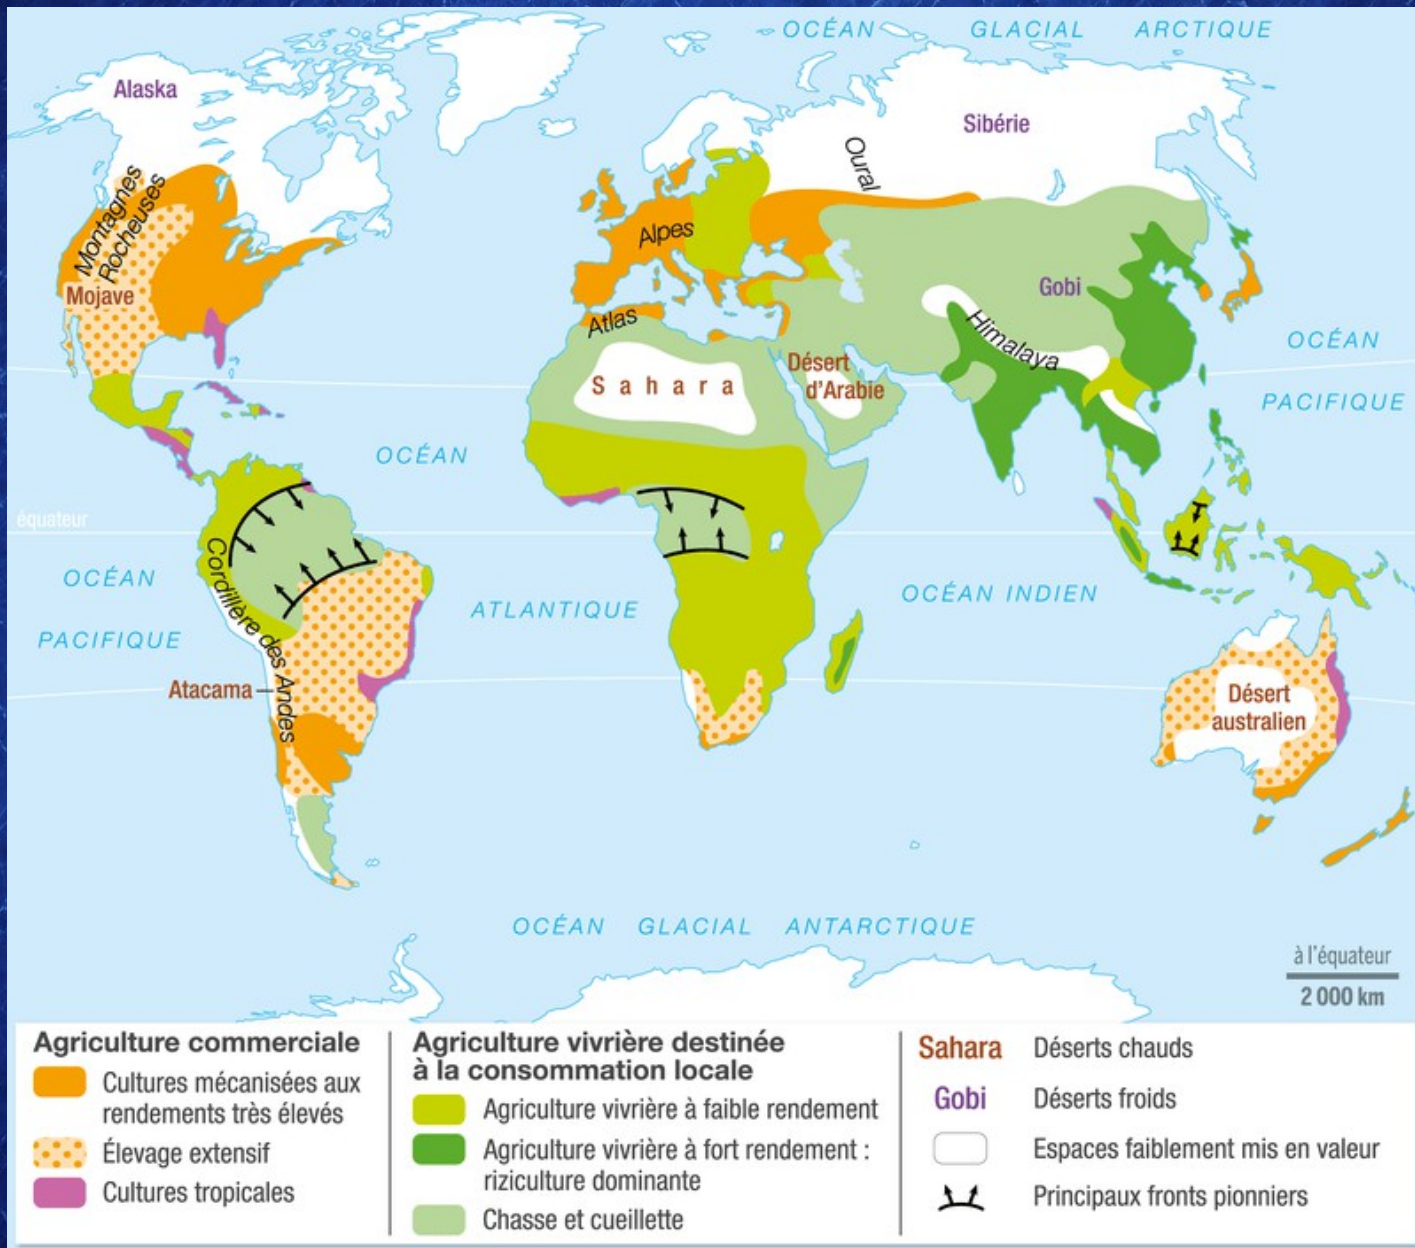 OCÉAN GLACIAL ARCTIQUE
Alaska
Sibérie
Oural
Montagnes
Rocheuses
Alpes
Mojave
Gobi
Atlas
Himalaya
OCÉAN
PACIFIQUE
Désert
d'Arabie
Sahara
OCÉAN
équateur
OCÉAN
PACIFIQUE
Cordillère des Andes
ATLANTIQUE
OCÉAN INDIEN
Atacama
Désert
australien
OCÉAN GLACIAL ANTARCTIQUE
à l'équateur
2 000 km
Agriculture commerciale
Cultures mécanisées aux
rendements très élevés
Élevage extensif
Cultures tropicales
Agriculture vivrière destinée
à la consommation locale
Agriculture vivrière à faible rendement
Agriculture vivrière à fort rendement :
riziculture dominante
Chasse et cueillette
Sahara Déserts chauds
Gobi Déserts froids
Espaces faiblement mis en valeur
Principaux fronts pionniers